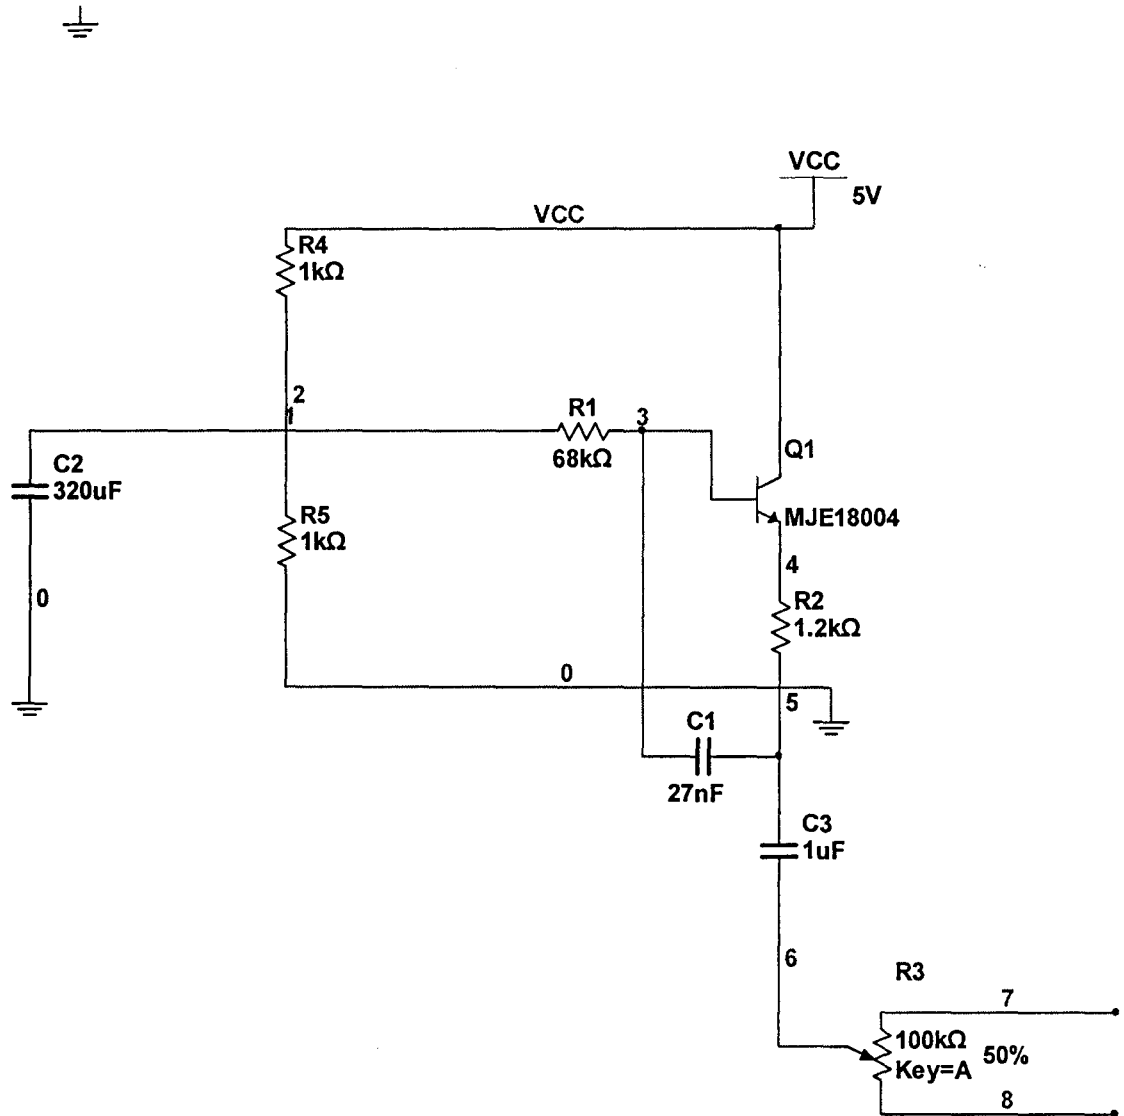 VCC
5V
VCC
R4
1kΩ
2
1
R1
3
68kΩ
Q1
C2
320uF
R5
1kΩ
MJE18004
4
0
R2
1.2kΩ
0
5
C1
27nF
C3
1uF
6
R3
7
100kΩ
50%
Key=A
8